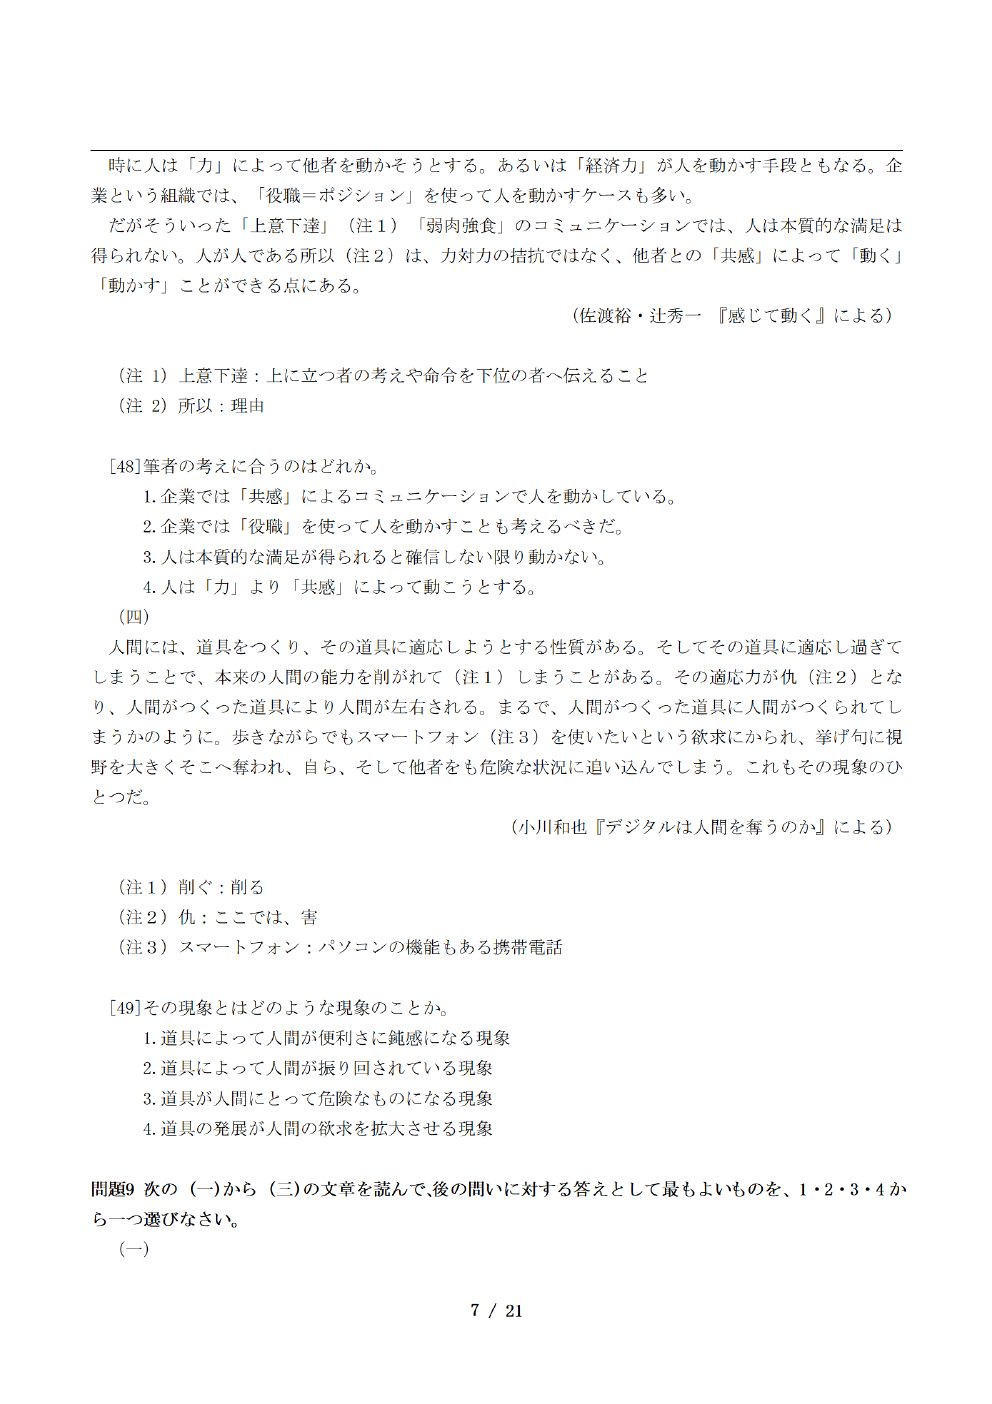 時に人は「力」によって他者を動かそうとする。あるいは「経済力」が人を動かす手段ともなる。企
業という組織では、「役職＝ポジション」を使って人を動かすケースも多い。
だがそういった「上意下達」（注１）「弱肉強食」のコミュニケーションでは、人は本質的な満足は
得られない。人が人である所以（注２）は、力対力の拮抗ではなく、他者との「共感」によって「動く」
「動かす」ことができる点にある。
（佐渡裕・辻秀一　『感じて動く』による）
（注 1）上意下達：上に立つ者の考えや命令を下位の者へ伝えること
（注 2）所以：理由
[48]筆者の考えに合うのはどれか。
1.企業では「共感」によるコミュニケーションで人を動かしている。
2.企業では「役職」を使って人を動かすことも考えるべきだ。
3.人は本質的な満足が得られると確信しない限り動かない。
4.人は「力」より「共感」によって動こうとする。
（四）
人間には、道具をつくり、その道具に適応しようとする性質がある。そしてその道具に適応し過ぎて
しまうことで、本来の人間の能力を削がれて（注１）しまうことがある。その適応力が仇（注２）とな
り、人間がつくった道具により人間が左右される。まるで、人間がつくった道具に人間がつくられてし
まうかのように。歩きながらでもスマートフォン（注３）を使いたいという欲求にかられ、挙げ句に視
野を大きくそこへ奪われ、自ら、そして他者をも危険な状況に追い込んでしまう。これもその現象のひ
とつだ。
（小川和也『デジタルは人間を奪うのか』による）
（注１）削ぐ：削る
（注２）仇：ここでは、害
（注３）スマートフォン：パソコンの機能もある携帯電話
[49]その現象とはどのような現象のことか。
1.道具によって人間が便利さに鈍感になる現象
2.道具によって人間が振り回されている現象
3.道具が人間にとって危険なものになる現象
4.道具の発展が人間の欲求を拡大させる現象
問題9 次の（一)から（三)の文章を読んで、後の問いに対する答えとして最もよいものを、1・2・3・4 か
ら一つ選びなさい。
（一）
7 / 21